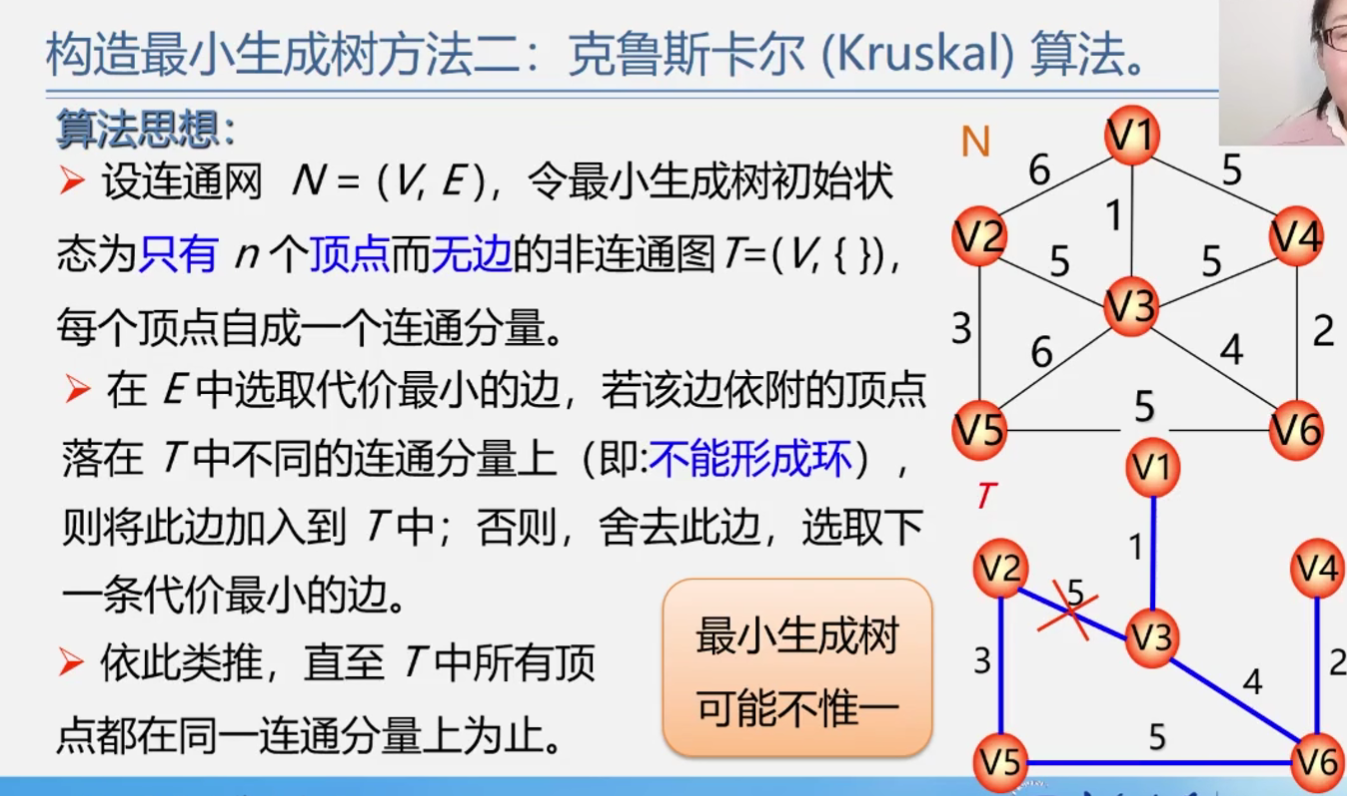 构造最小生成树方法二：克鲁斯卡尔 (Kruskal) 算法。
算法思想：
➢ 设连通网 N = (V, E )，令最小生成树初始状
态为只有 n 个顶点而无边的非连通图T=(V, { })，
每个顶点自成一个连通分量。
➢ 在 E 中选取代价最小的边，若该边依附的顶点
落在 T 中不同的连通分量上（即:不能形成环），
则将此边加入到 T 中；否则，舍去此边，选取下
一条代价最小的边。
➢ 依此类推，直至 T 中所有顶
点都在同一连通分量上为止。
最小生成树
可能不惟一
N
V1
6
5
1
V2
V4
5
5
V3
3
2
6
4
5
V5
V6
T
V1
1
V2
V4
5
V3
3
2
4
5
V5
V6